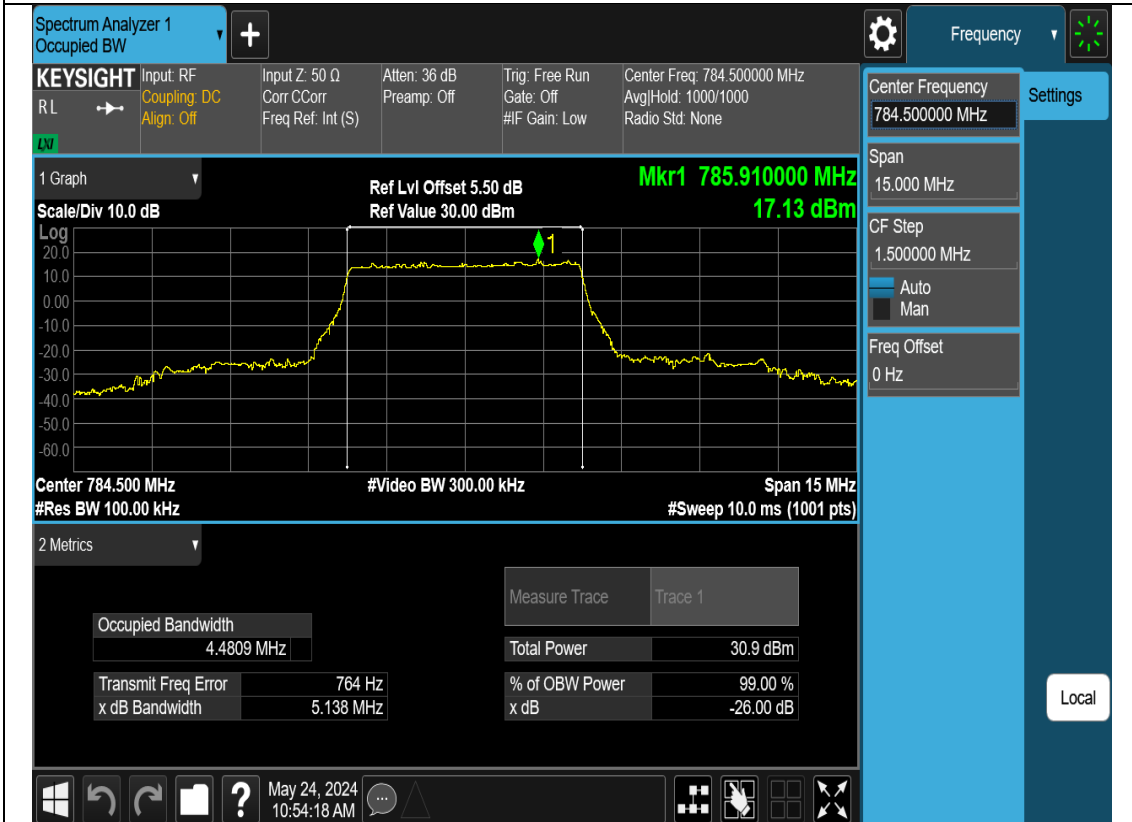 Spectrum Analyzer 1
Occupied BW
+
Frequency
KEYSIGHT
RL
LXI
Input: RF
Coupling: DC
Align: Off
Input Z: 50 Ω
Corr CCorr
Freq Ref: Int (S)
Atten: 36 dB
Preamp: Off
Trig: Free Run
Gate: Off
#IF Gain: Low
Center Freq: 784.500000 MHz
Avg|Hold: 1000/1000
Radio Std: None
Center Frequency
784.500000 MHz
Settings
Span
15.000 MHz
CF Step
1.500000 MHz
Auto
Man
Freq Offset
0 Hz
Local
1 Graph
Scale/Div 10.0 dB
Ref Lvl Offset 5.50 dB
Ref Value 30.00 dBm
Mkr1 785.910000 MHz
17.13 dBm
Log
20.0
10.0
0.00
-10.0
-20.0
-30.0
-40.0
-50.0
-60.0
1
Center 784.500 MHz
#Video BW 300.00 kHz
Span 15 MHz
#Res BW 100.00 kHz
#Sweep 10.0 ms (1001 pts)
2 Metrics
Measure Trace Trace 1
Occupied Bandwidth
4.4809 MHz
Total Power 30.9 dBm
Transmit Freq Error 764 Hz
% of OBW Power 99.00 %
x dB Bandwidth 5.138 MHz
x dB -26.00 dB
?
May 24, 2024
10:54:18 AM